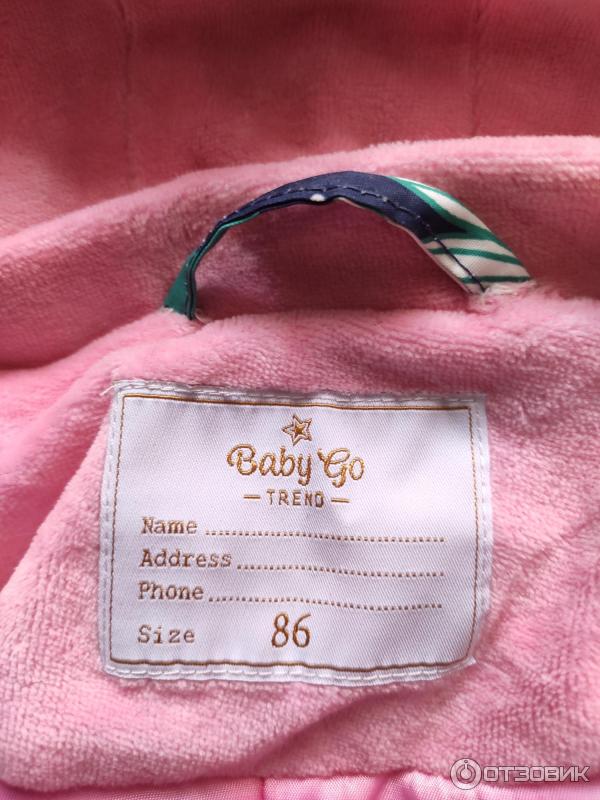 Baby Go
— TREND —
Name
Address
Phone
Size 86
ОТЗОВИК